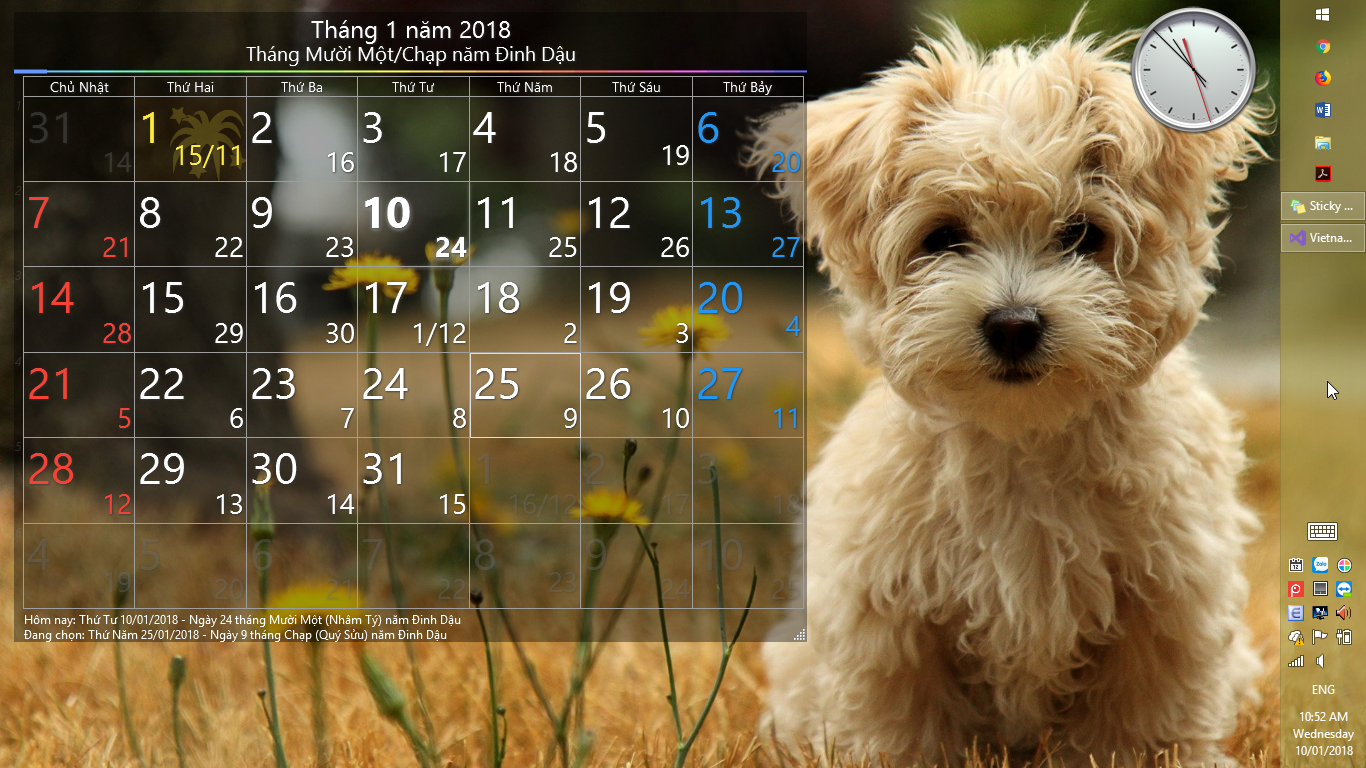 Tháng 1 năm 2018
Tháng Mười Một/Chạp năm Đinh Dậu
Chủ Nhật Thứ Hai Thứ Ba Thứ Tư Thứ Năm Thứ Sáu Thứ Bảy
31 1 2 3 4 5 6
14 15/11 16 17 18 19 20
7 8 9 10 11 12 13
21 22 23 24 25 26 27
14 15 16 17 18 19 20
28 29 30 1/12 2 3 4
21 22 23 24 25 26 27
5 6 7 8 9 10 11
28 29 30 31 1 2 3
12 13 14 15 16/12 17 18
4 5 6 7 8 9 10
19 20 21 22 23 24 25
Hôm nay: Thứ Tư 10/01/2018 - Ngày 24 tháng Mười Một (Nhâm Tý) năm Đinh Dậu
Đang chọn: Thứ Năm 25/01/2018 - Ngày 9 tháng Chạp (Quý Sửu) năm Đinh Dậu
Sticky ...
Vietna...
12
Zalo
ENG
10:52 AM
Wednesday
10/01/2018